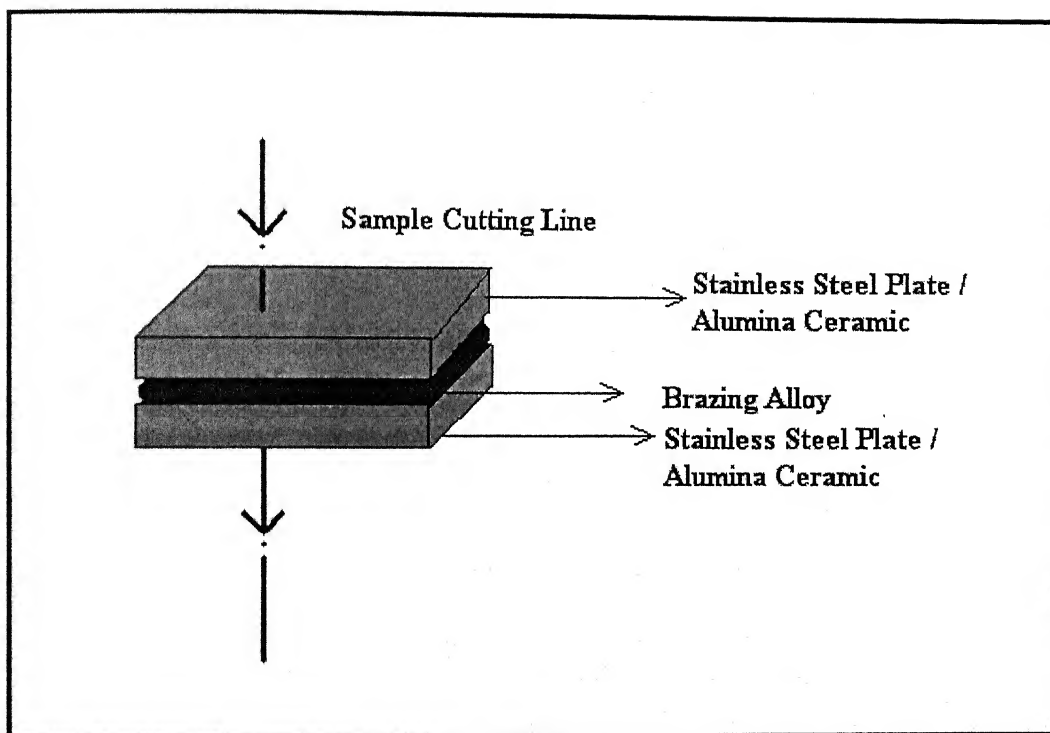 Sample Cutting Line
Stainless Steel Plate /
Alumina Ceramic
Brazing Alloy
Stainless Steel Plate /
Alumina Ceramic